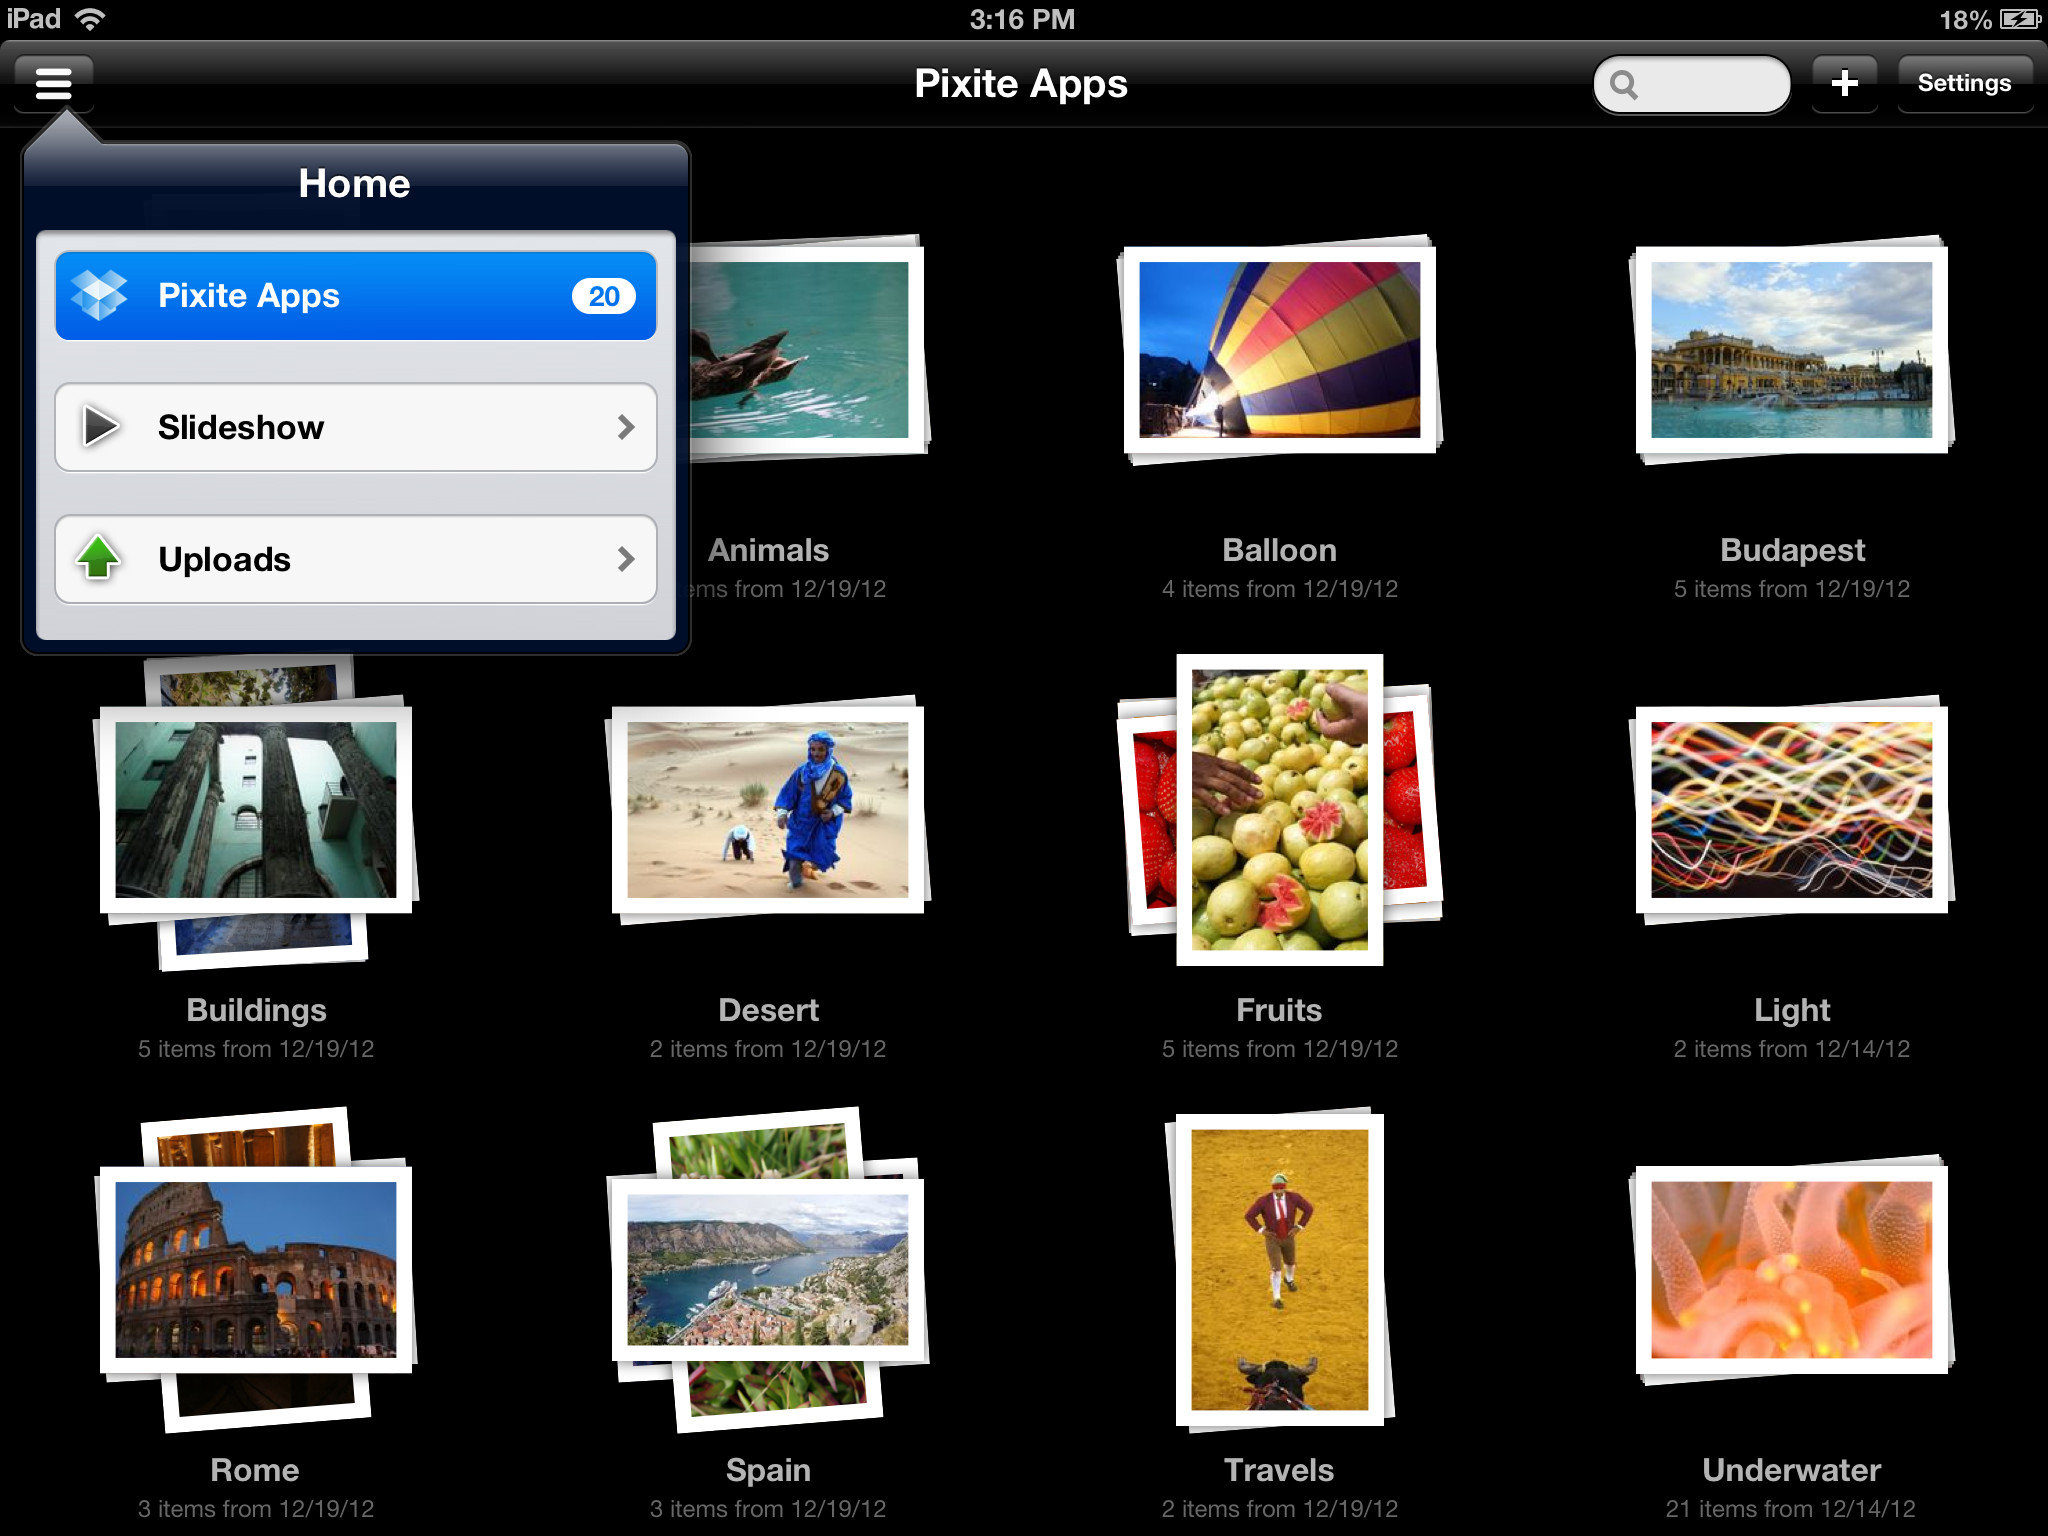 iPad
3:16 PM
18%
Pixite Apps
Settings
Home
Pixite Apps
20
Slideshow
Uploads
Animals
from 12/19/12
Balloon
4 items from 12/19/12
Budapest
5 items from 12/19/12
Buildings
5 items from 12/19/12
Desert
2 items from 12/19/12
Fruits
5 items from 12/19/12
Light
2 items from 12/14/12
Rome
3 items from 12/19/12
Spain
3 items from 12/19/12
Travels
2 items from 12/19/12
Underwater
21 items from 12/14/12